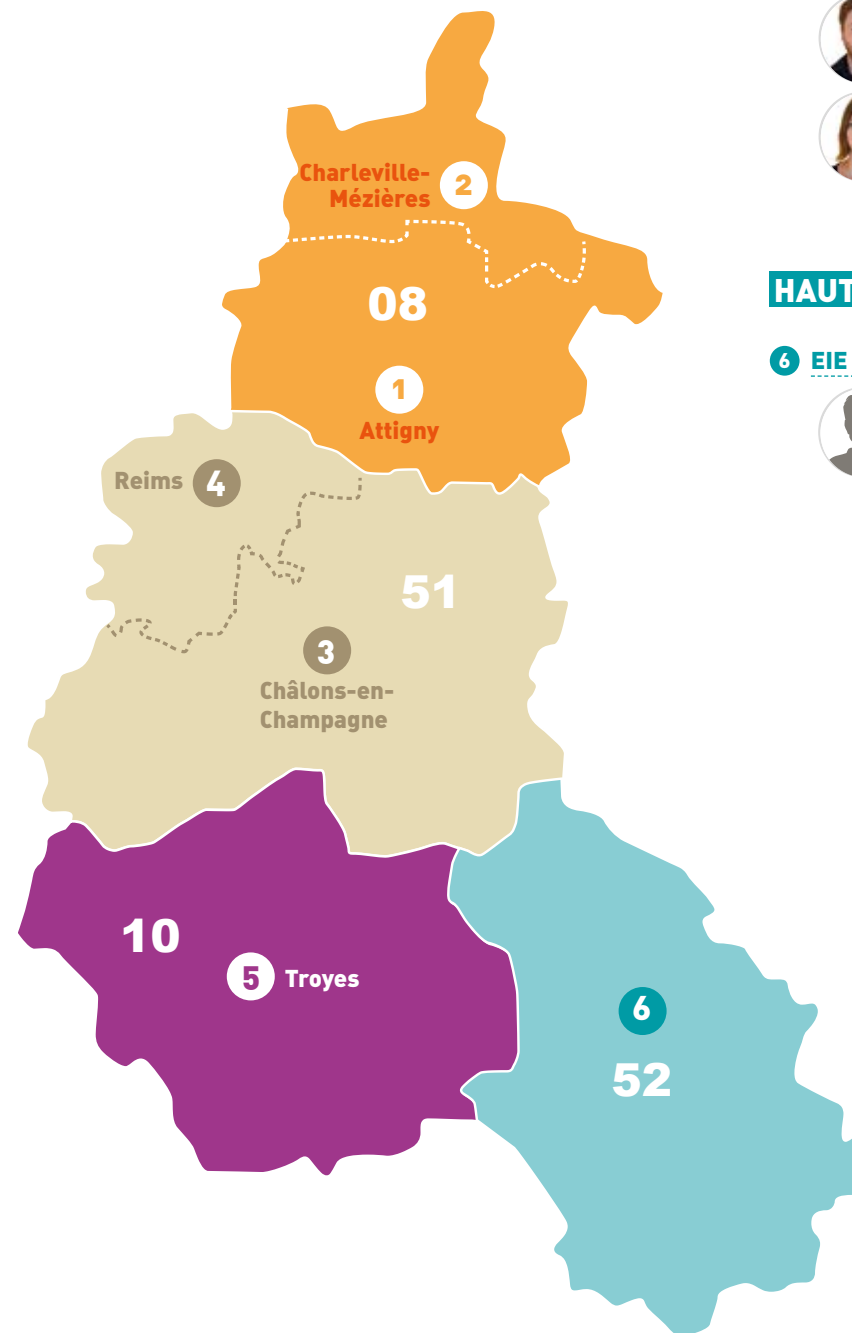 Charleville-
Mézières
2
08
1
Attigny
Reims 4
51
3
Châlons-en-
Champagne
10
5 Troyes
6
52
HAUT
6 EIE